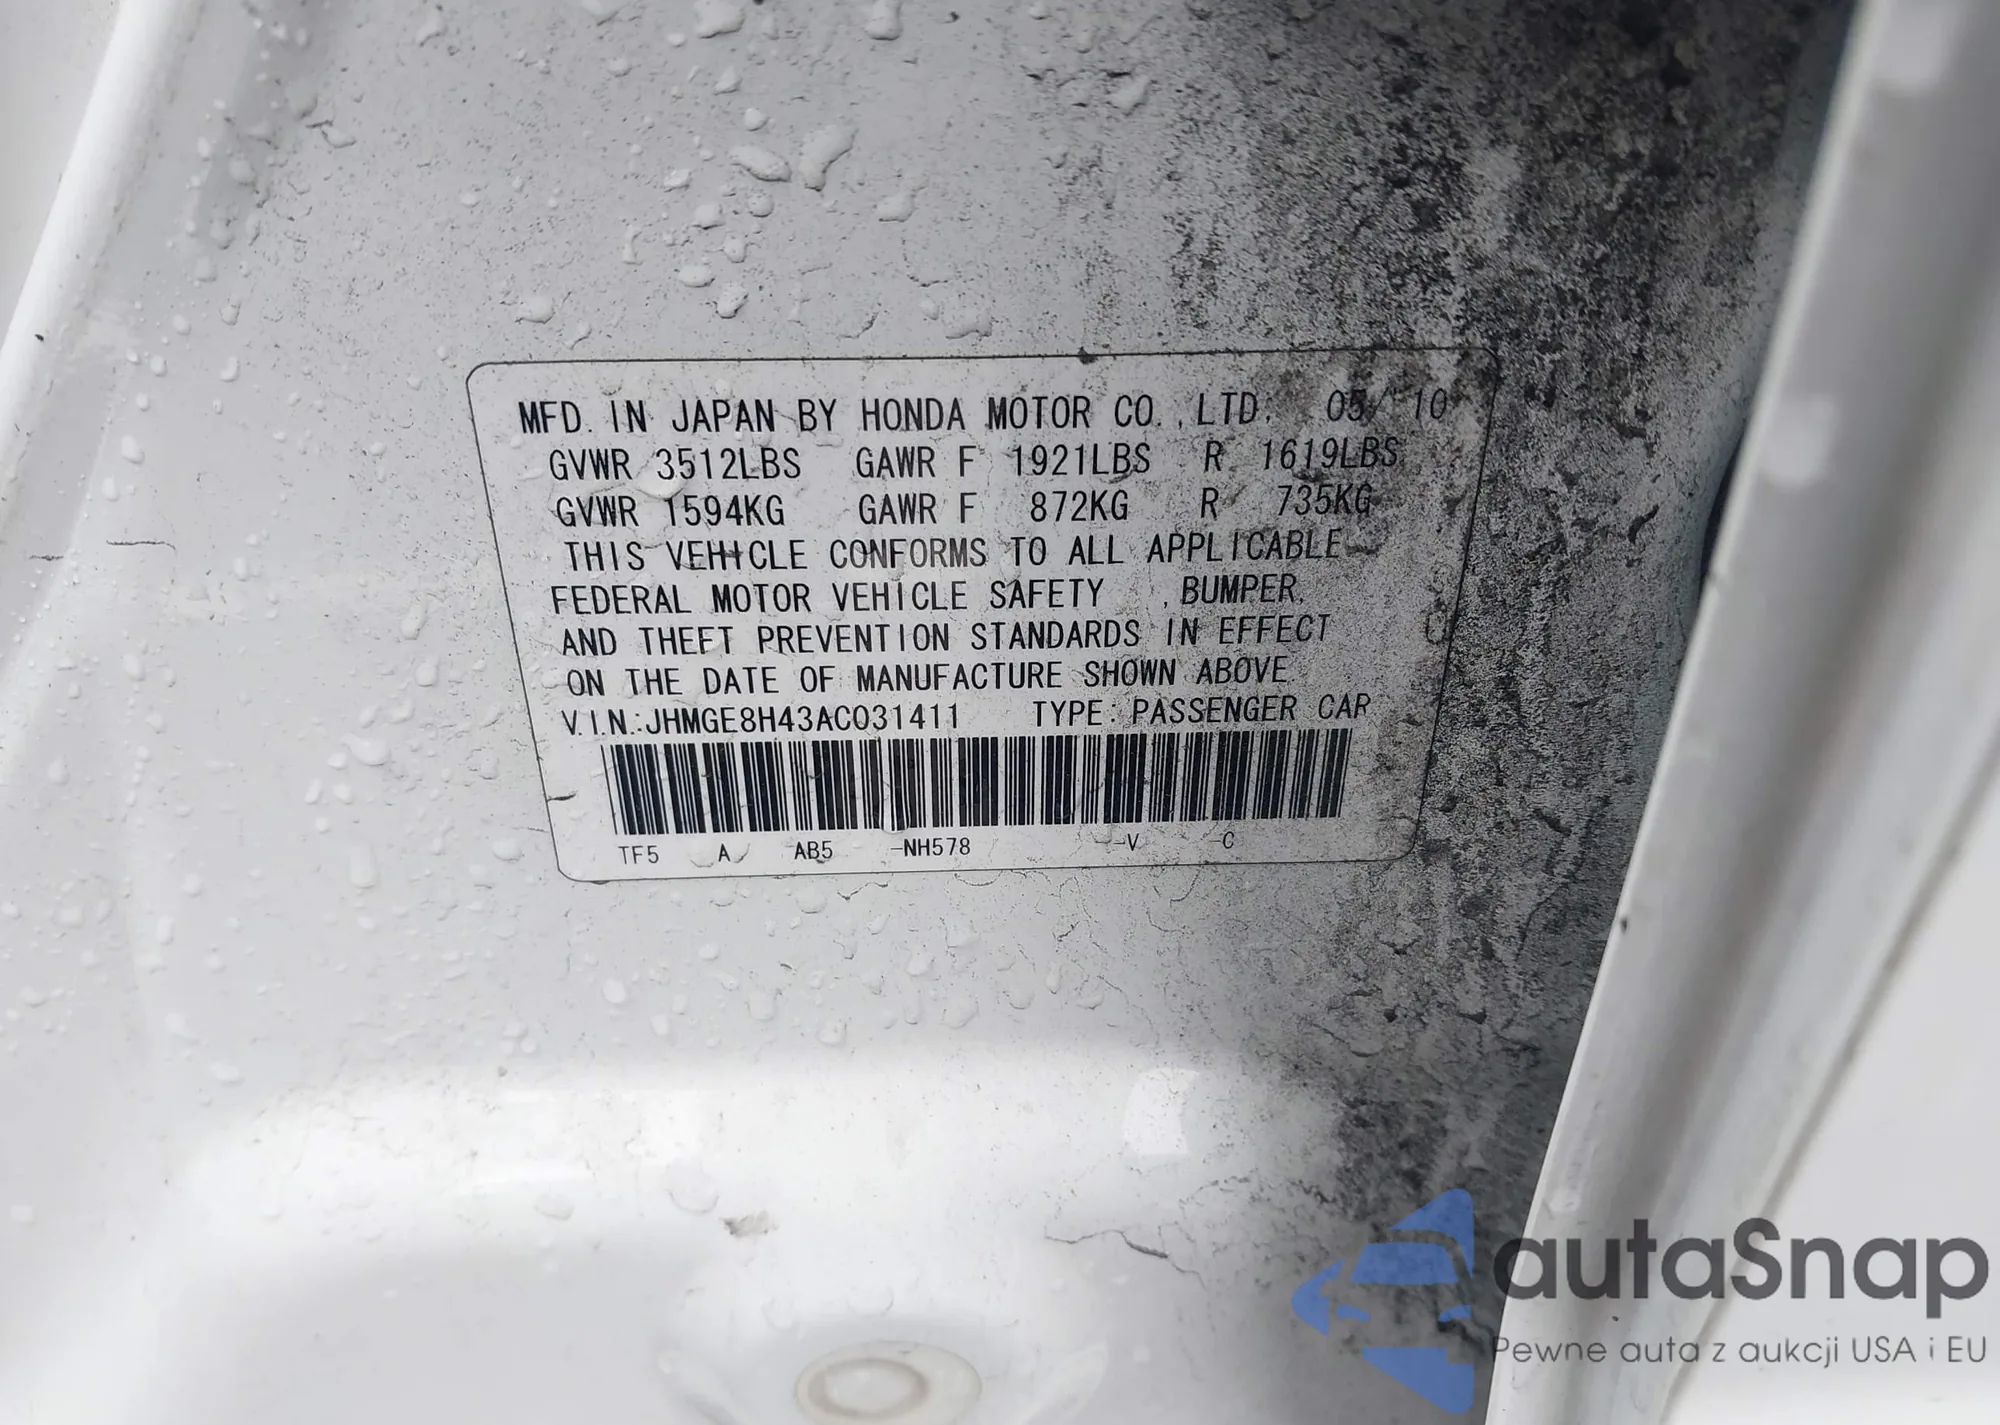 MFD. IN JAPAN BY HONDA MOTOR CO., LTD. 05/ 10
GVWR 3512LBS GAWR F 1921LBS R 1619LBS
GVWR 1594KG GAWR F 872KG R 735KG
THIS VEHICLE CONFORMS TO ALL APPLICABLE
FEDERAL MOTOR VEHICLE SAFETY , BUMPER,
AND THEFT PREVENTION STANDARDS IN EFFECT
ON THE DATE OF MANUFACTURE SHOWN ABOVE.
V.I.N.:JHMGE8H43AC031411 TYPE: PASSENGER CAR
TF5 A AB5 -NH578 -V C
autaSnap
Pewne auta z aukcji USA i EU